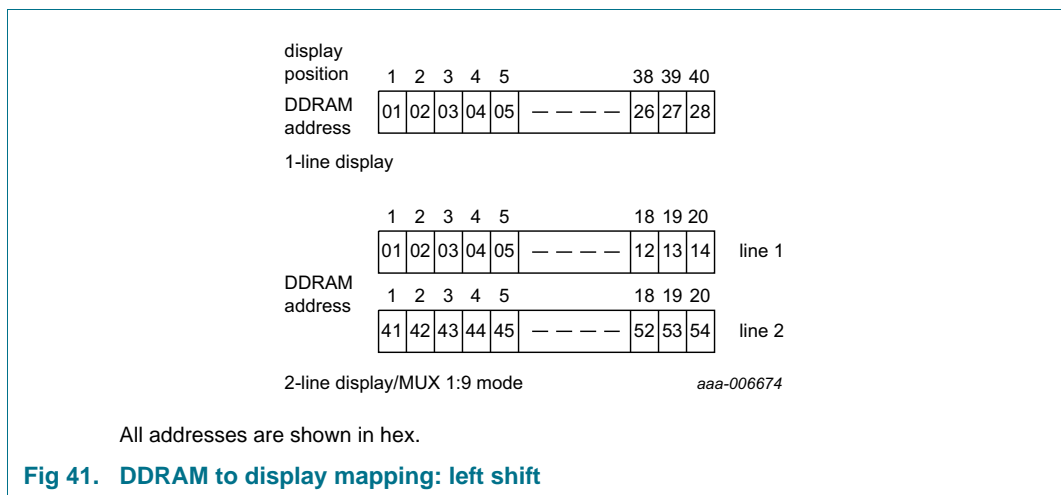 display
position 1 2 3 4 5 38 39 40
DDRAM
address 01 02 03 04 05 — — — — 26 27 28
1-line display
1 2 3 4 5 18 19 20
01 02 03 04 05 — — — — 12 13 14 line 1
DDRAM
address
1 2 3 4 5 18 19 20
41 42 43 44 45 — — — — 52 53 54 line 2
2-line display/MUX 1:9 mode aaa-006674
All addresses are shown in hex.
Fig 41. DDRAM to display mapping: left shift